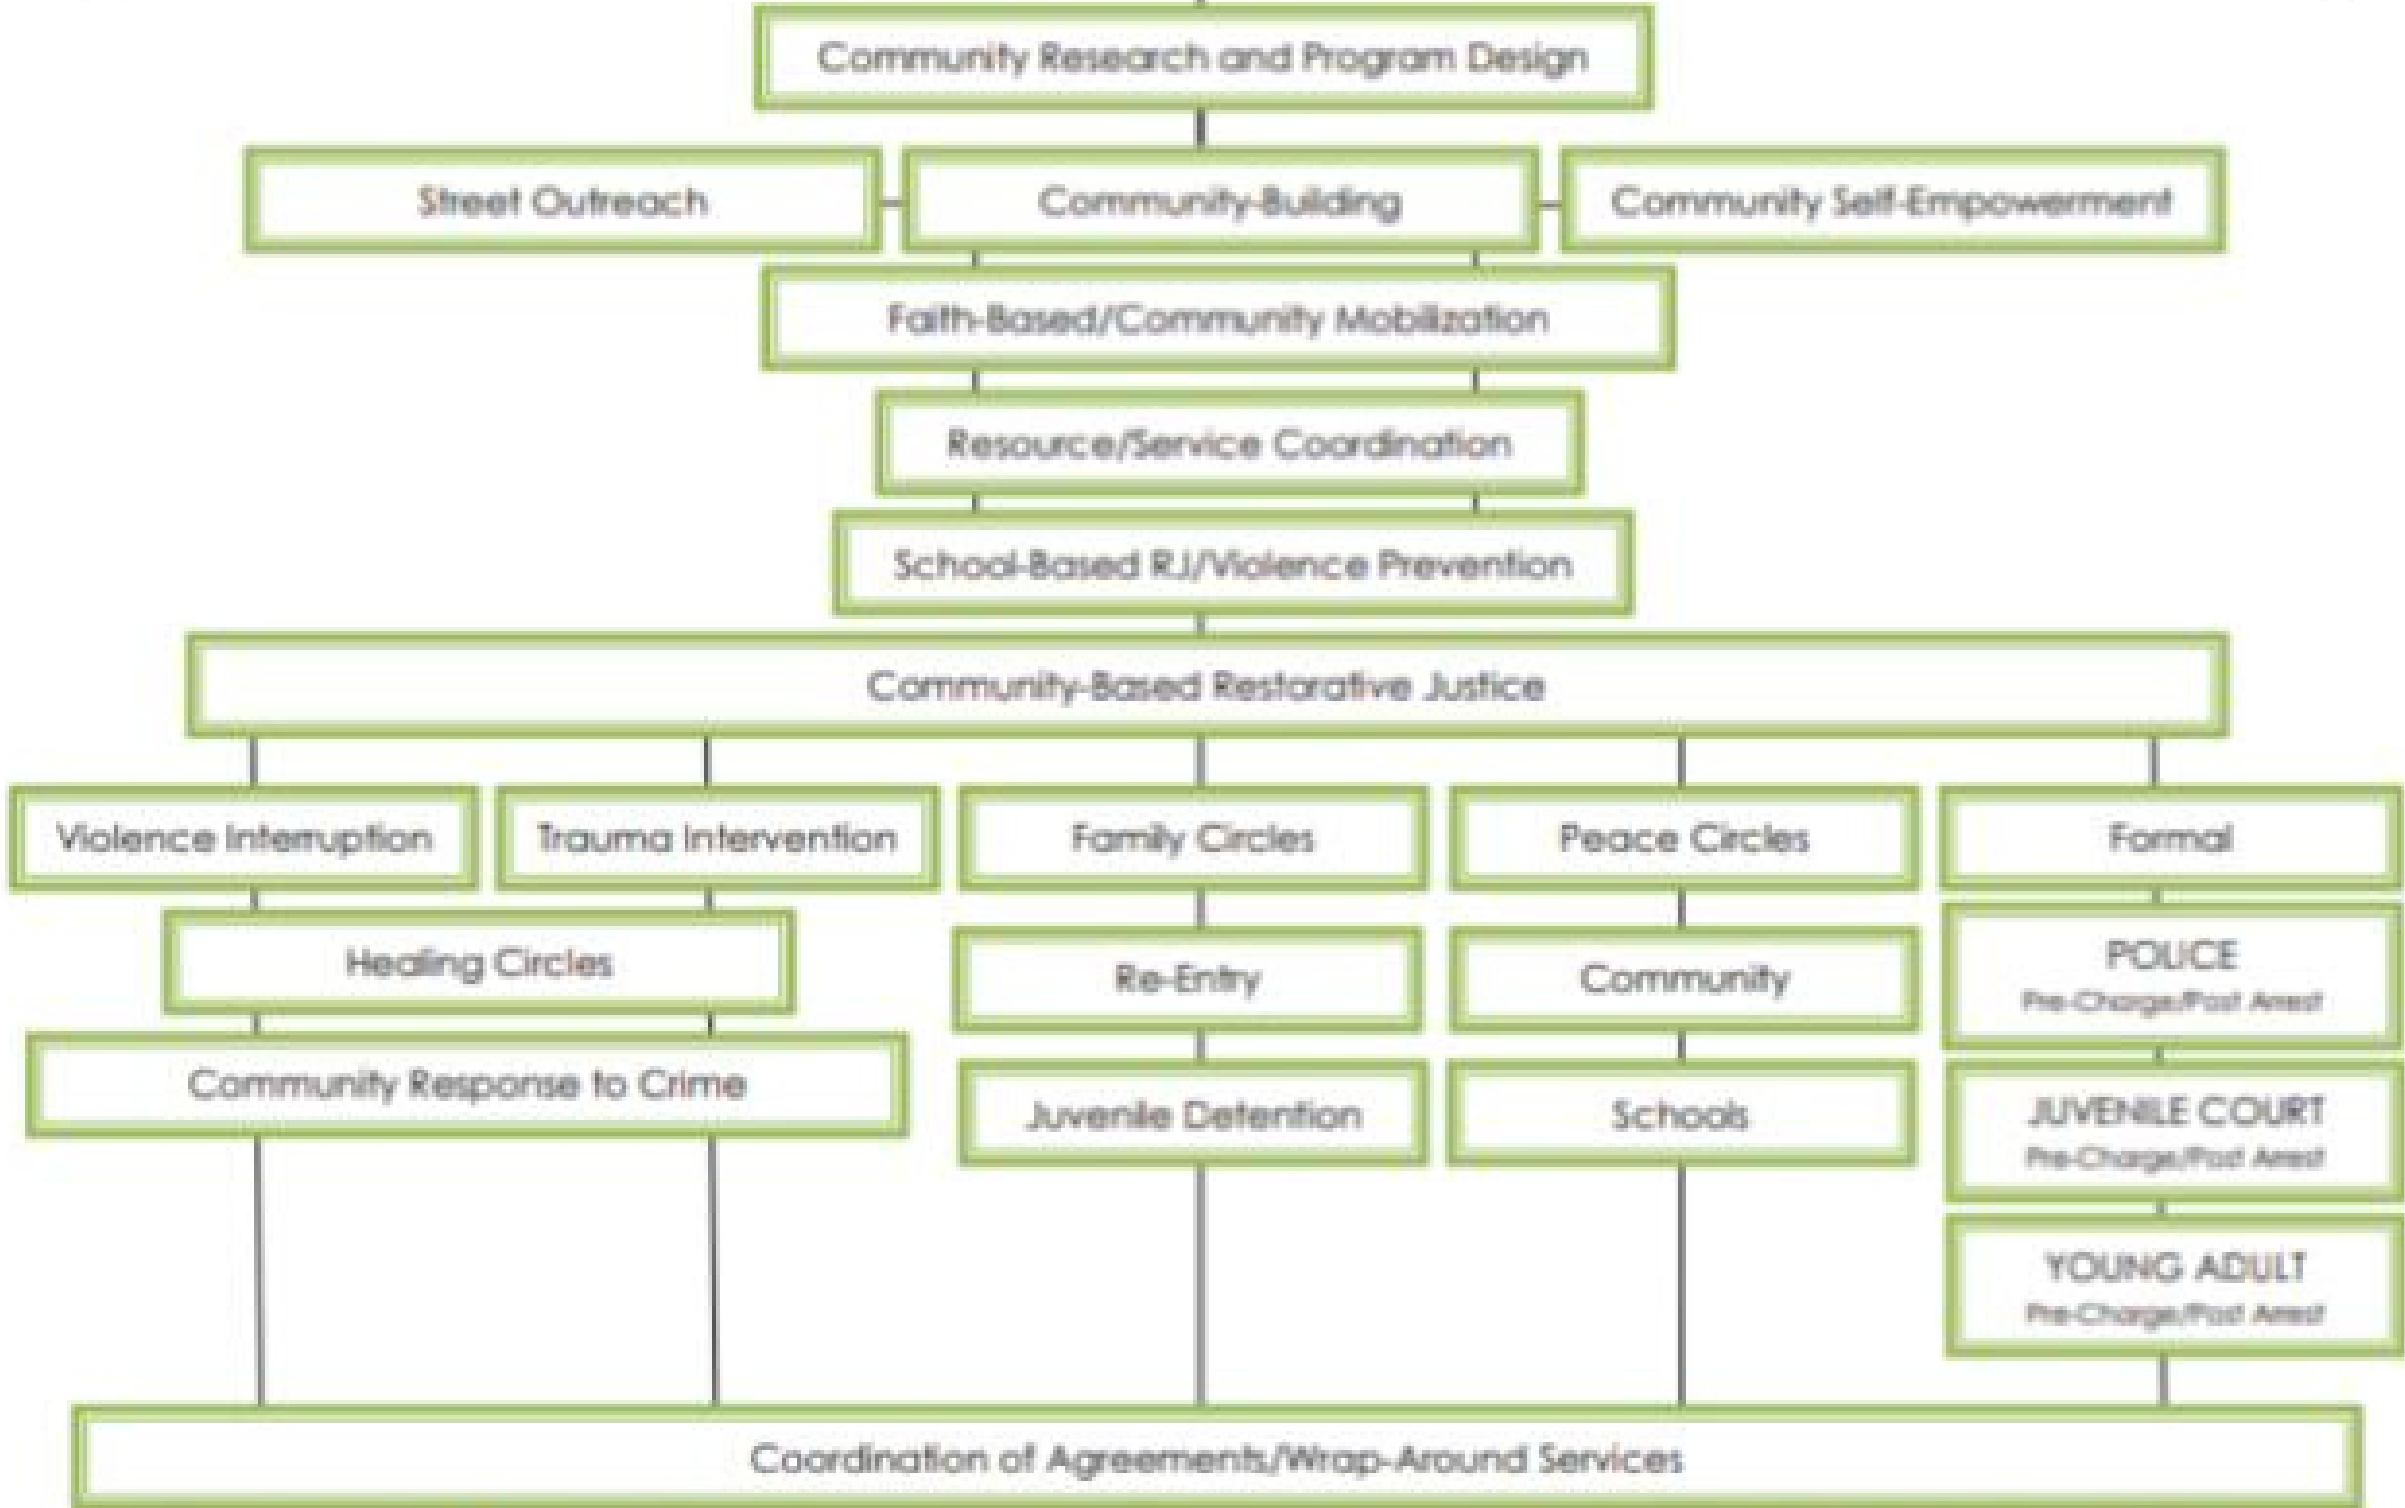 Community Research and Program Design
Street Outreach
Community-Building
Community Self-Empowerment
Faith-Based/Community Mobilization
Resource/Service Coordination
School-Based RJ/Violence Prevention
Community-Based Restorative Justice
Violence Interruption
Trauma Intervention
Family Circles
Peace Circles
Formal
Healing Circles
Re-Entry
Community
POLICE
Pre-Charge/Post Arrest
Community Response to Crime
Juvenile Detention
Schools
JUVENILE COURT
Pre-Charge/Post Arrest
YOUNG ADULT
Pre-Charge/Post Arrest
Coordination of Agreements/Wrap-Around Services